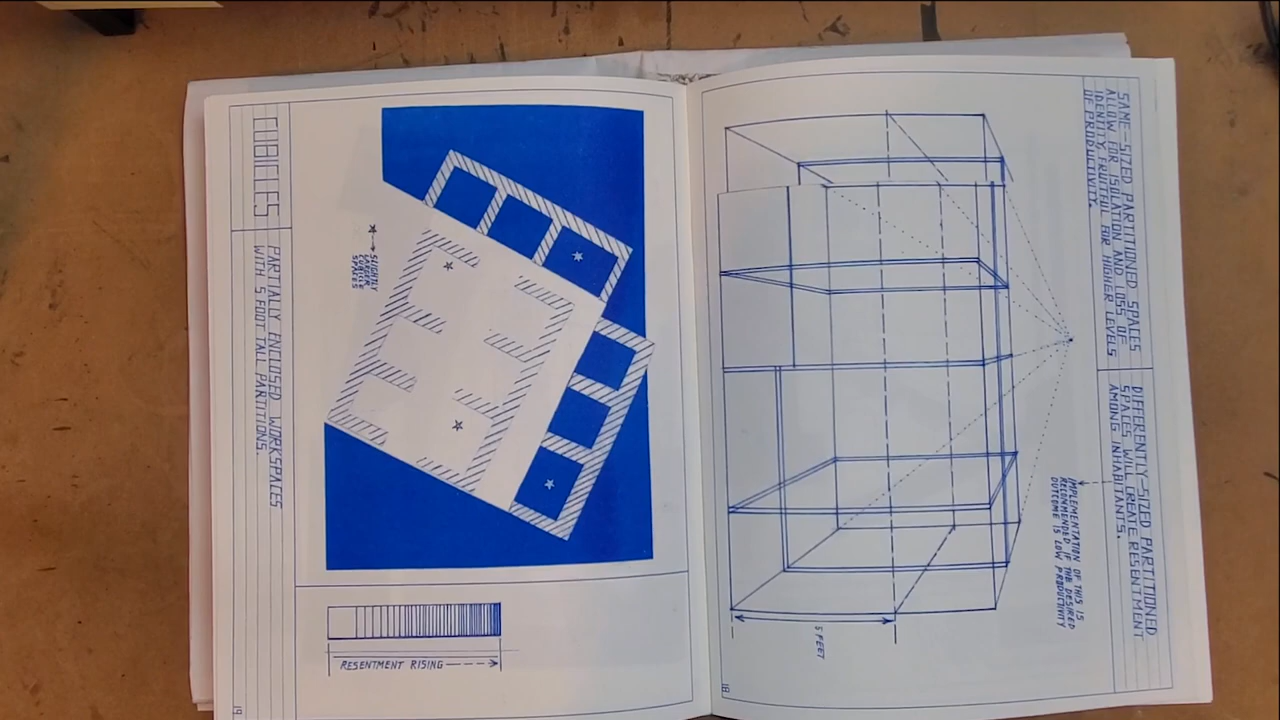 CUBICLES
PARTIALLY ENCLOSED WORKSPACES
WITH 5 FOOT TALL PARTITIONS.
SLIGHTLY
LARGER
CUBICLE
SPACES
RESENTMENT RISING
19
SAME-SIZED PARTITIONED SPACES
ALLOW FOR ISOLATION AND LOSS OF
IDENTITY, FRUITFUL FOR HIGHER LEVELS
OF PRODUCTIVITY.
DIFFERENTLY-SIZED PARTITIONED
SPACES WILL CREATE RESENTMENT
AMONG INHABITANTS.
IMPLEMENTATION OF THIS IS
RECOMMENDED IF THE DESIRED
OUTCOME IS LOW PRODUCTIVITY
5 FEET
18